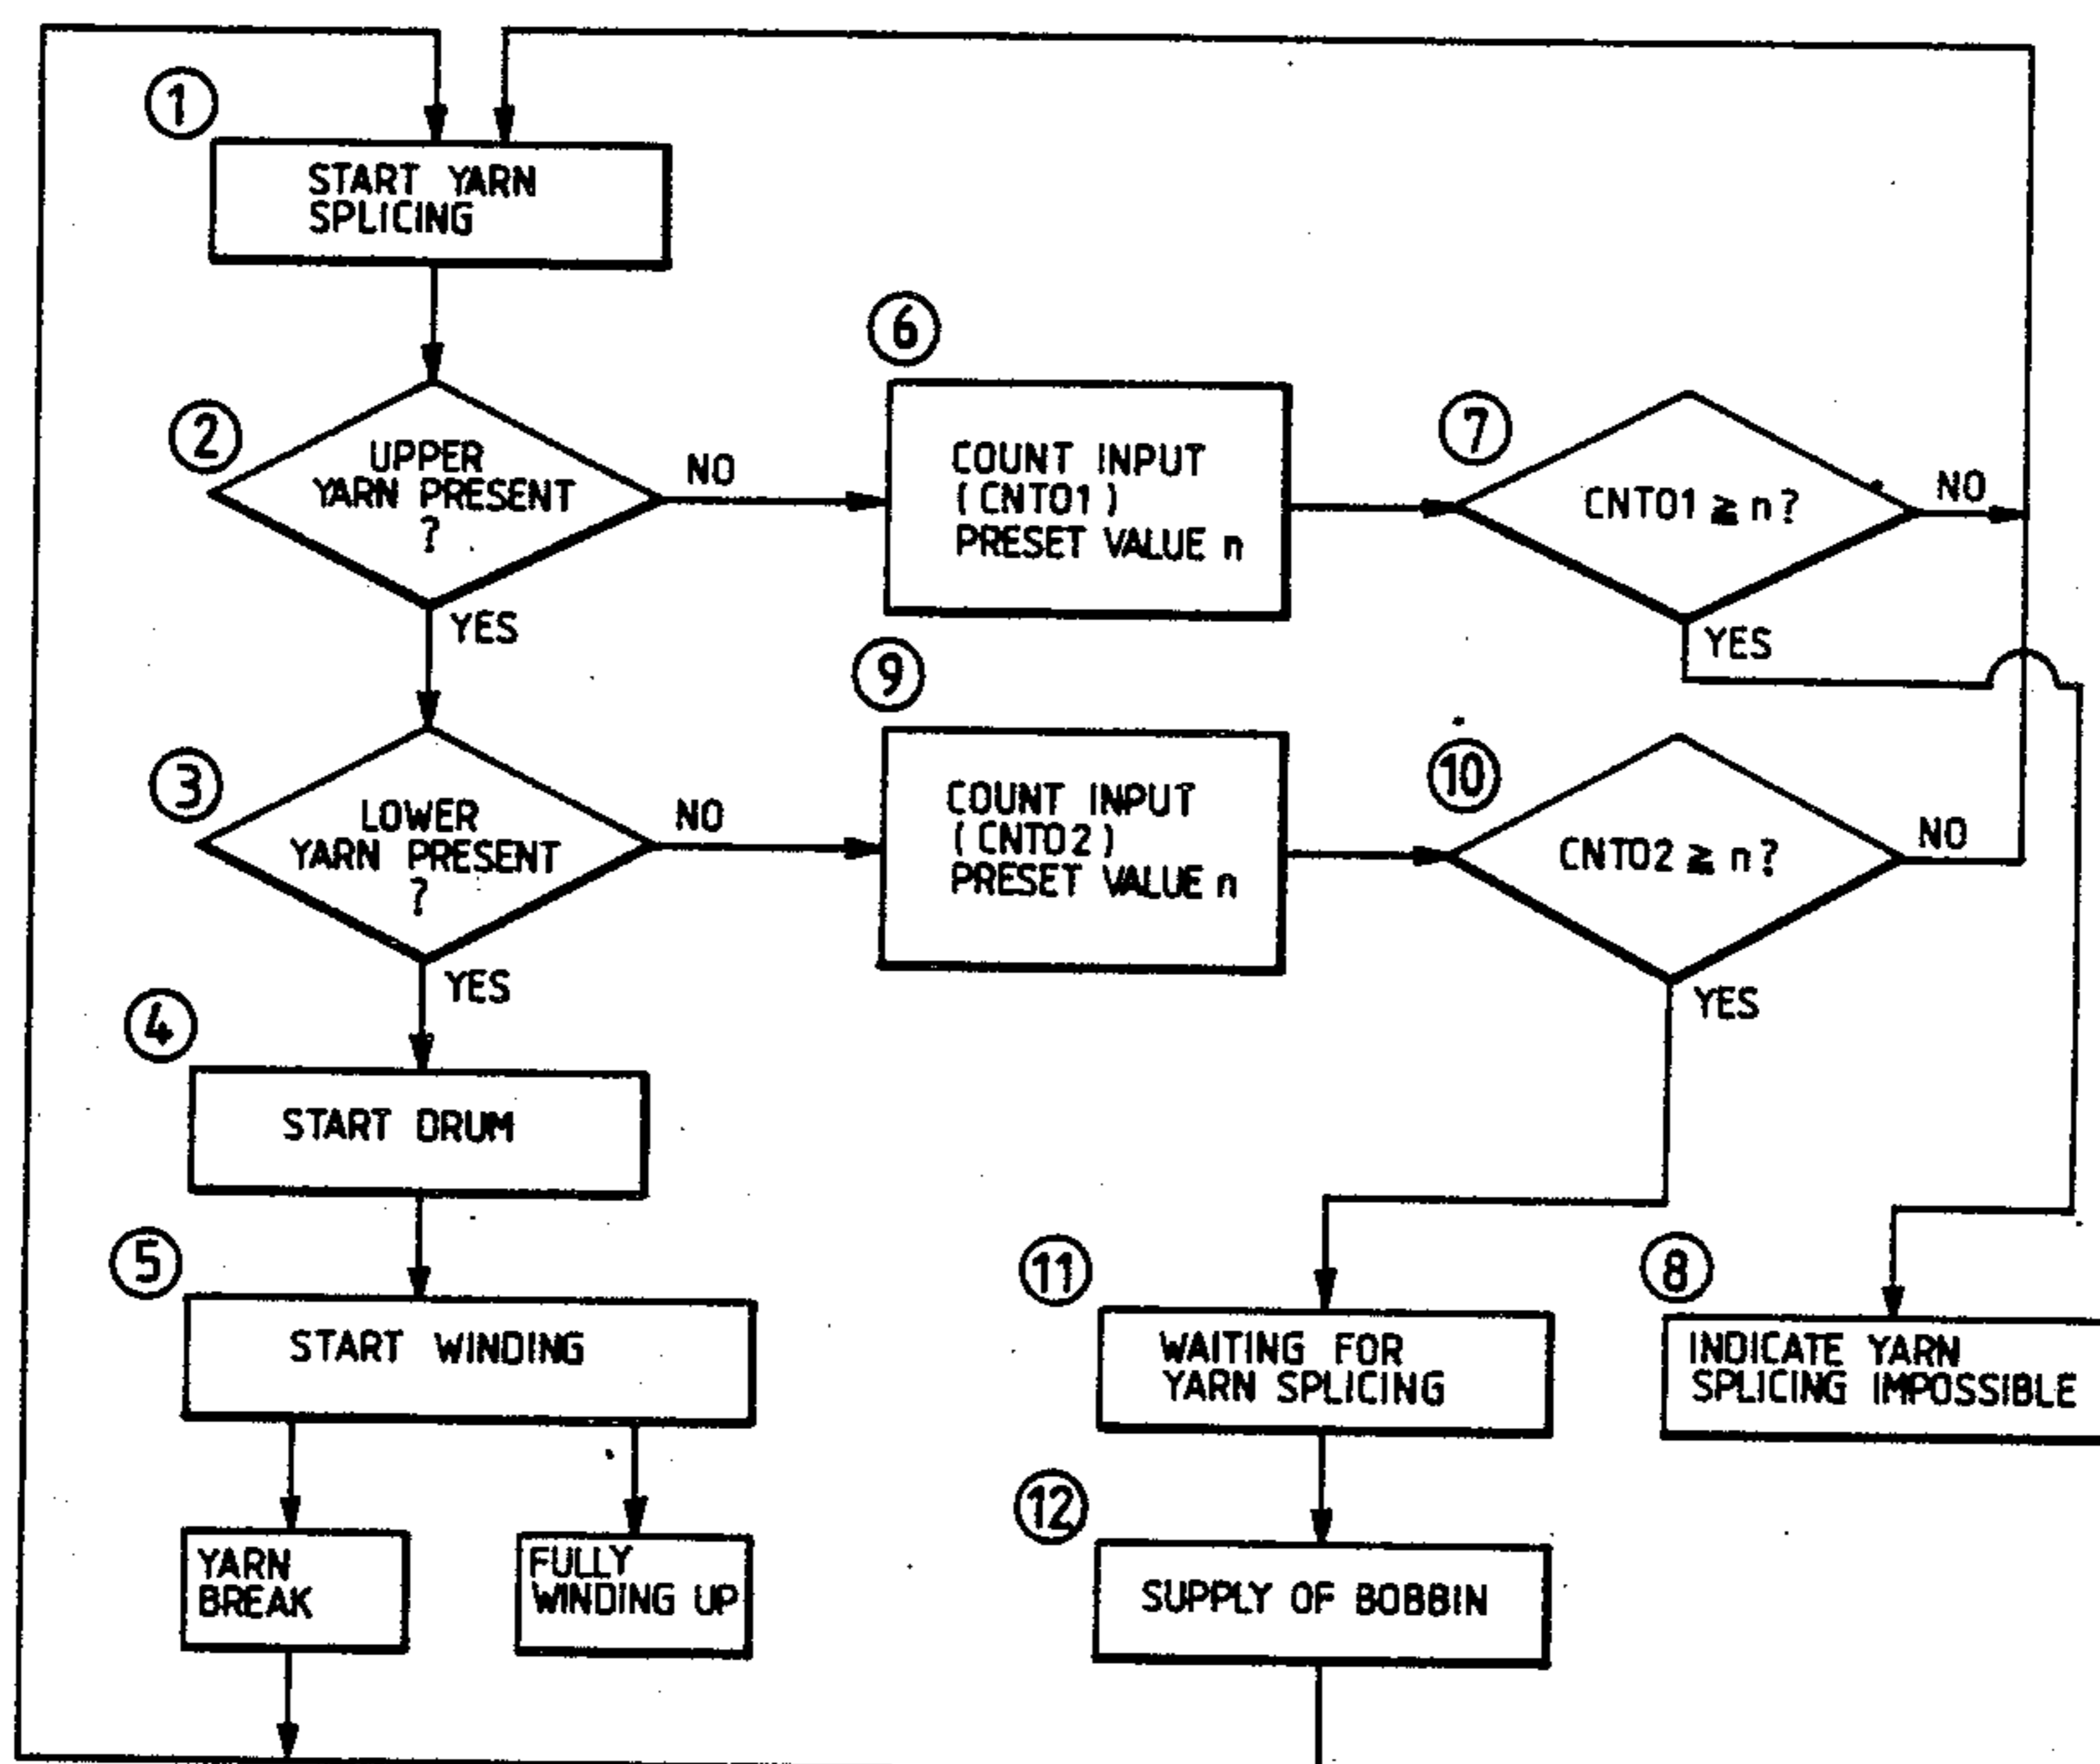 1
START YARN
SPLICING
2
UPPER
YARN PRESENT
?
NO
YES
6
COUNT INPUT
(CNT01)
PRESET VALUE n
7
CNT01 ≧ n?
NO
YES
3
LOWER
YARN PRESENT
?
NO
YES
9
COUNT INPUT
(CNT02)
PRESET VALUE n
10
CNT02 ≧ n?
NO
YES
4
START DRUM
5
START WINDING
YARN
BREAK
FULLY
WINDING UP
11
WAITING FOR
YARN SPLICING
8
INDICATE YARN
SPLICING IMPOSSIBLE
12
SUPPLY OF BOBBIN